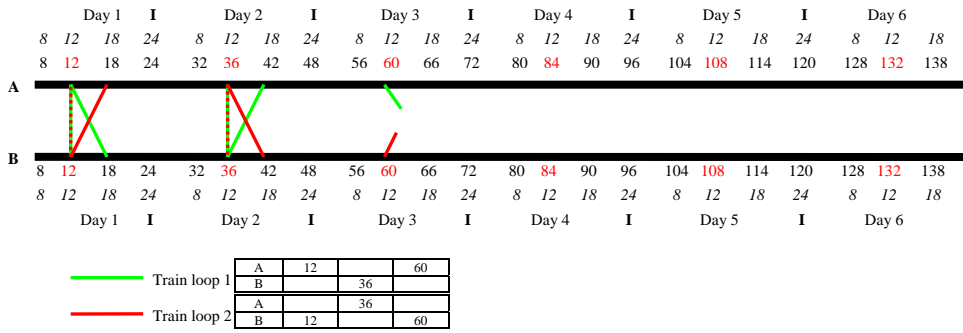 Day 1 I Day 2 I Day 3 I Day 4 I Day 5 I Day 6
8 12 18 24 8 12 18 24 8 12 18 24 8 12 18 24 8 12 18 24 8 12 18
8 12 18 24 32 36 42 48 56 60 66 72 80 84 90 96 104 108 114 120 128 132 138
A
B
8 12 18 24 32 36 42 48 56 60 66 72 80 84 90 96 104 108 114 120 128 132 138
8 12 18 24 8 12 18 24 8 12 18 24 8 12 18 24 8 12 18 24 8 12 18
Day 1 I Day 2 I Day 3 I Day 4 I Day 5 I Day 6
Train loop 1 A 12 60
B 36
Train loop 2 A 36
B 12 60